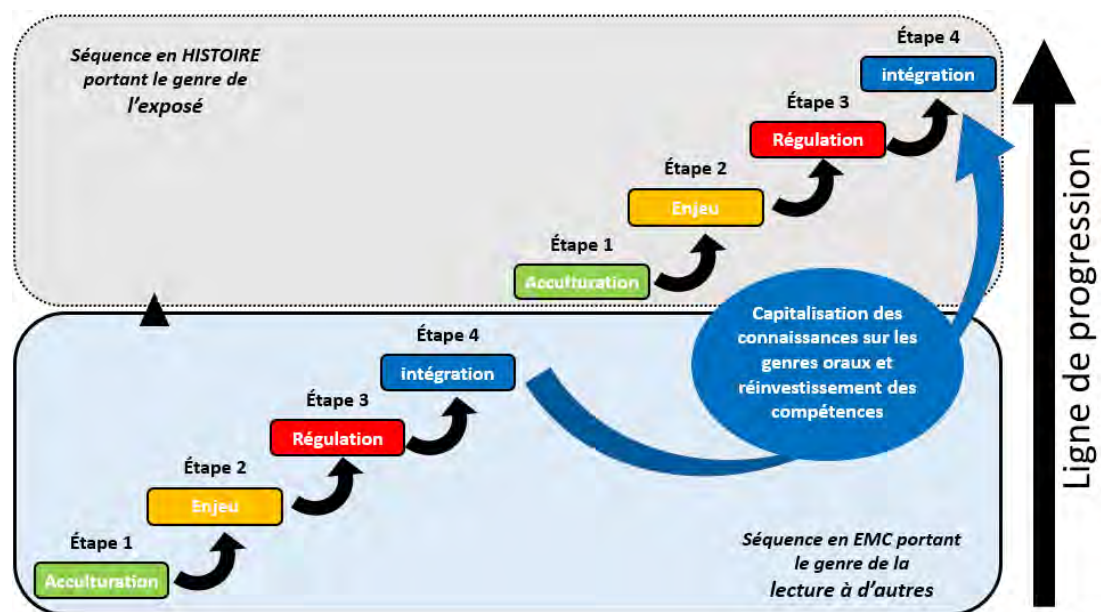 Séquence en HISTOIRE
portant le genre de
l'exposé
Étape 4
intégration
Étape 3
Régulation
Étape 2
Enjeu
Étape 1
Acculturation
Capitalisation des
connaissances sur les
genres oraux et
réinvestissement des
compétences
Étape 4
intégration
Étape 3
Régulation
Étape 2
Enjeu
Étape 1
Acculturation
Séquence en EMC portant
le genre de la
lecture à d'autres
Ligne de progression